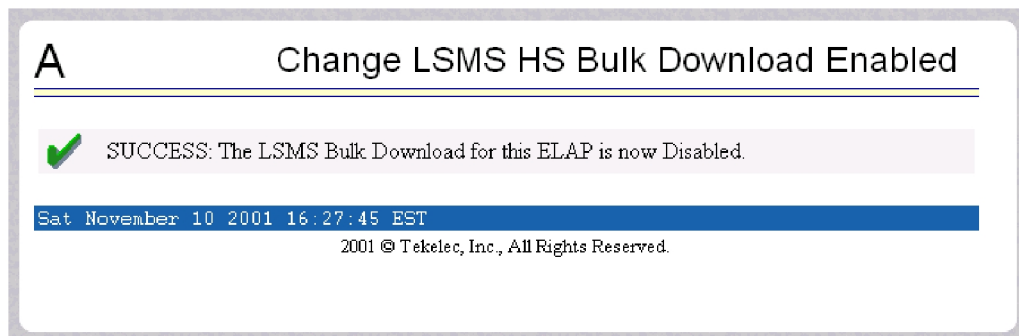 A
Change LSMS HS Bulk Download Enabled
SUCCESS: The LSMS Bulk Download for this ELAP is now Disabled.
Sat November 10 2001 16:27:45 EST
2001 © Tekelec, Inc., All Rights Reserved.